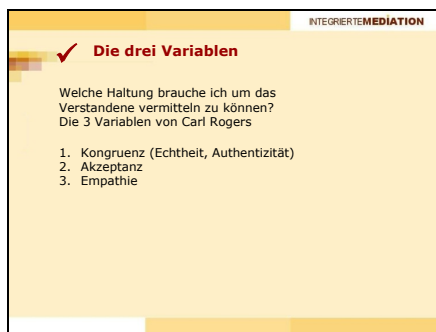 INTEGRIERTEMEDIATION
Die drei Variablen
Welche Haltung brauche ich um das
Verstandene vermitteln zu können?
Die 3 Variablen von Carl Rogers
1. Kongruenz (Echtheit, Authentizität)
2. Akzeptanz
3. Empathie